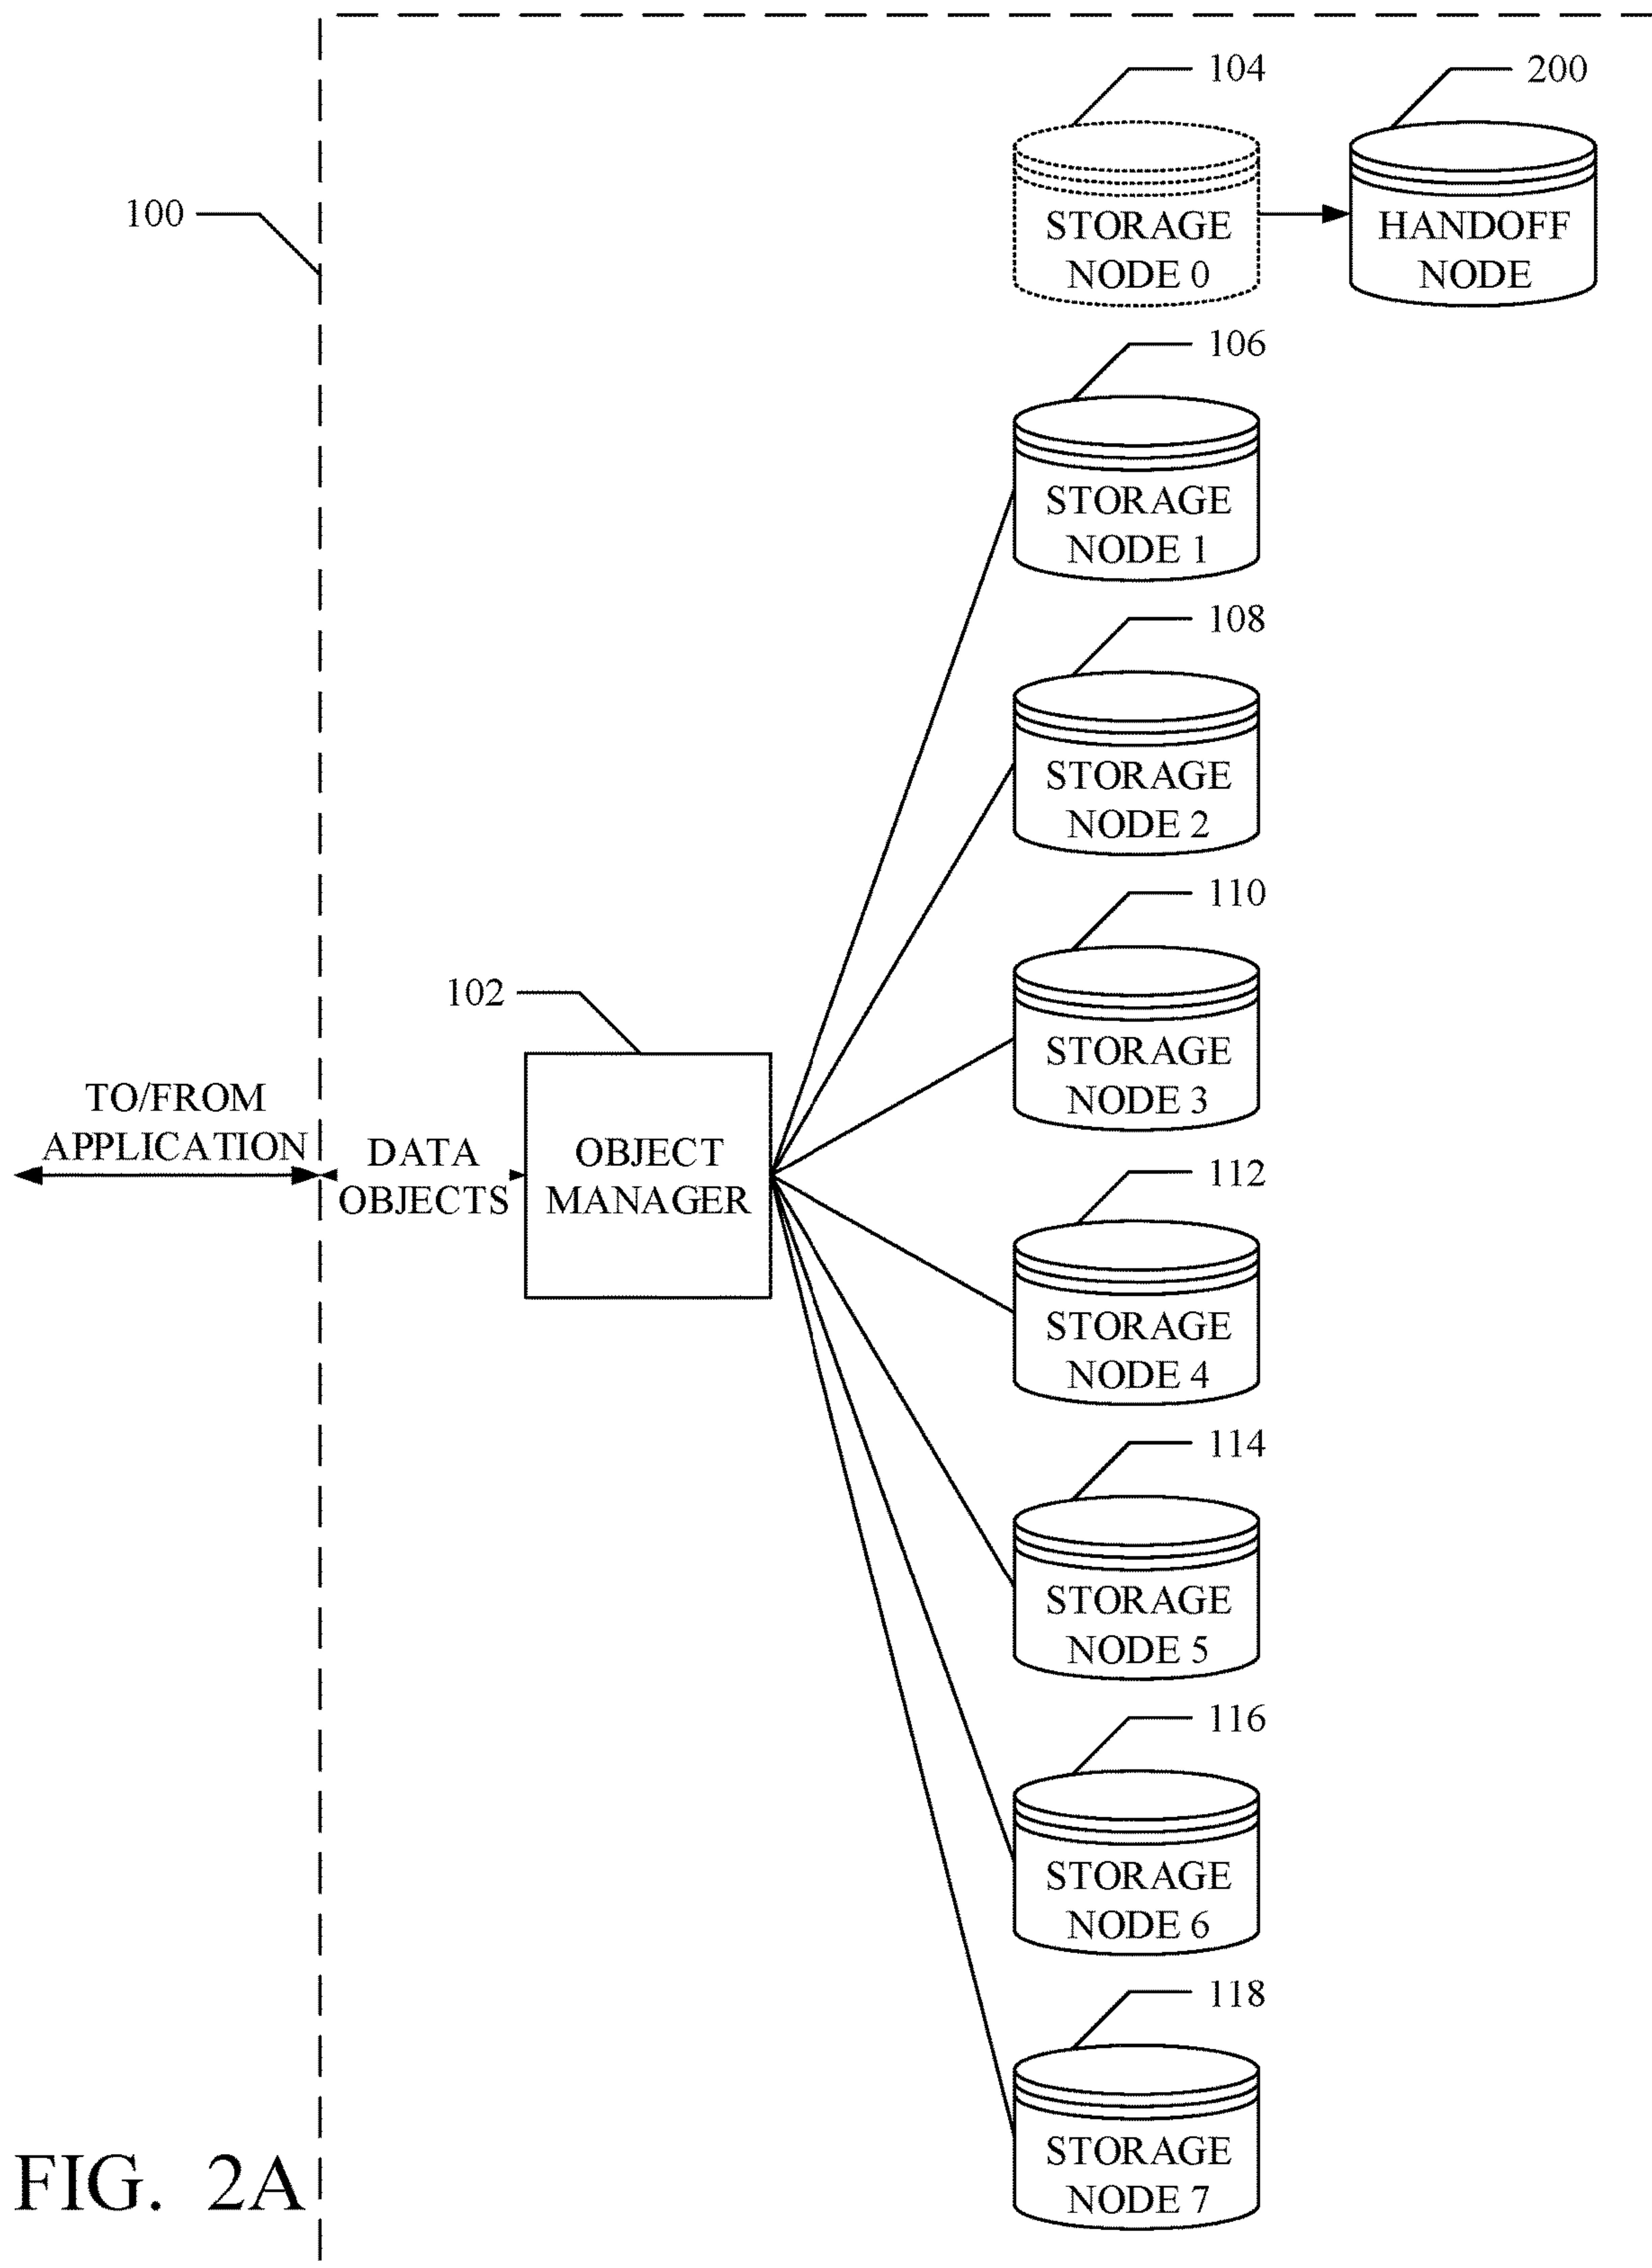 104
200
100
STORAGE
NODE 0
HANDOFF
NODE
106
STORAGE
NODE 1
108
STORAGE
NODE 2
110
STORAGE
NODE 3
102
TO/FROM
APPLICATION
DATA
OBJECTS
OBJECT
MANAGER
112
STORAGE
NODE 4
114
STORAGE
NODE 5
116
STORAGE
NODE 6
118
STORAGE
NODE 7
FIG. 2A